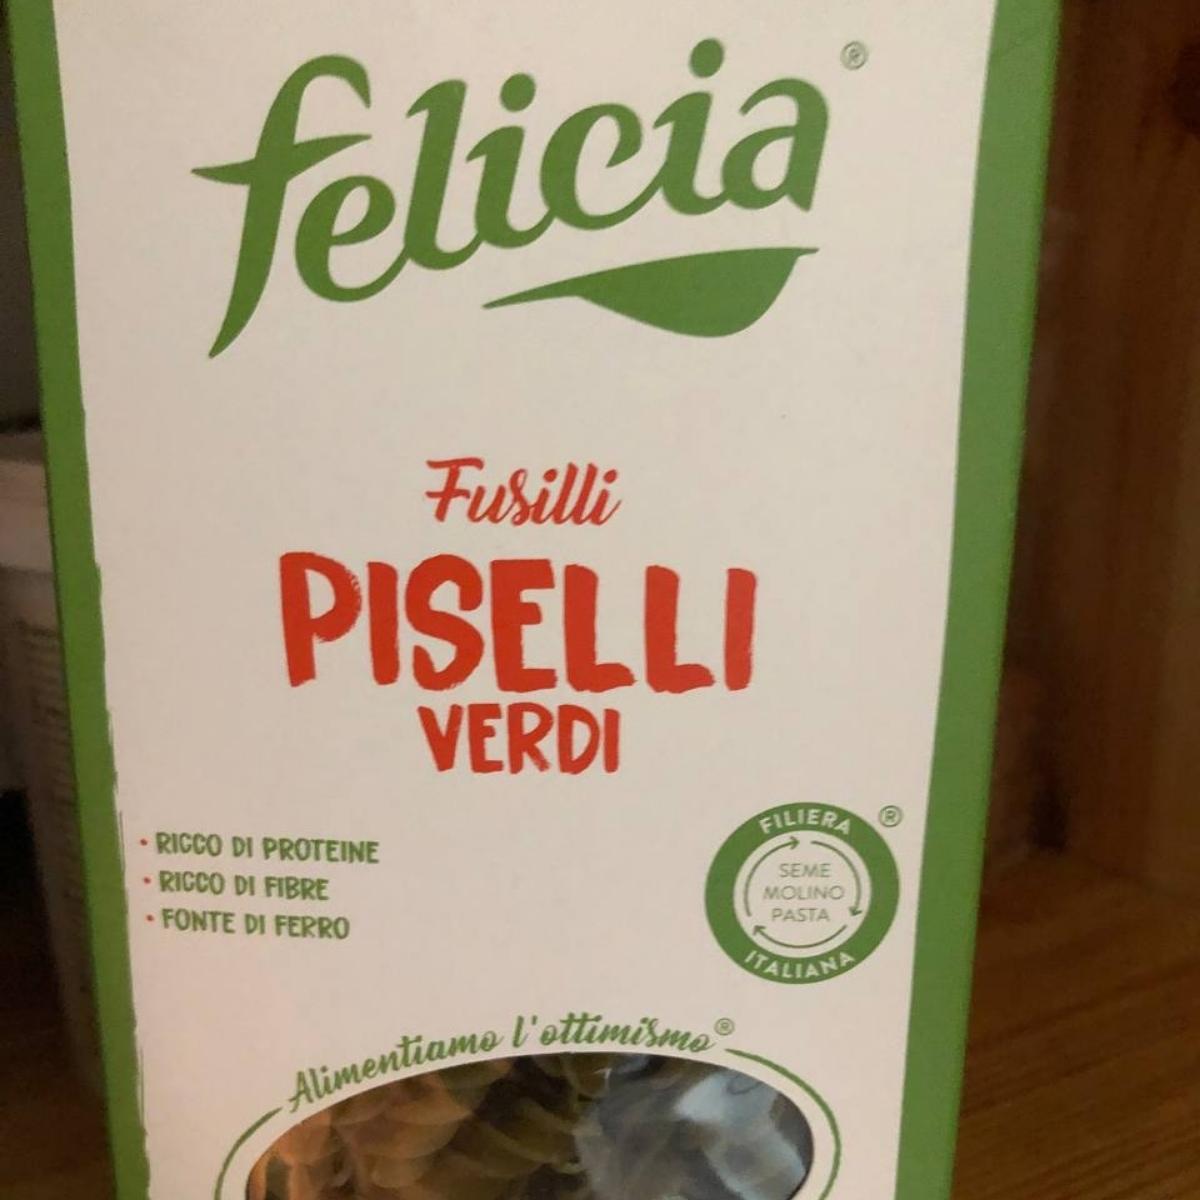 felicia®
Fusilli
PISELLI
VERDI
• RICCO DI PROTEINE
• RICCO DI FIBRE
• FONTE DI FERRO
FILIERA ®
SEME
MOLINO
PASTA
ITALIANA
Alimentiamo l'ottimismo®